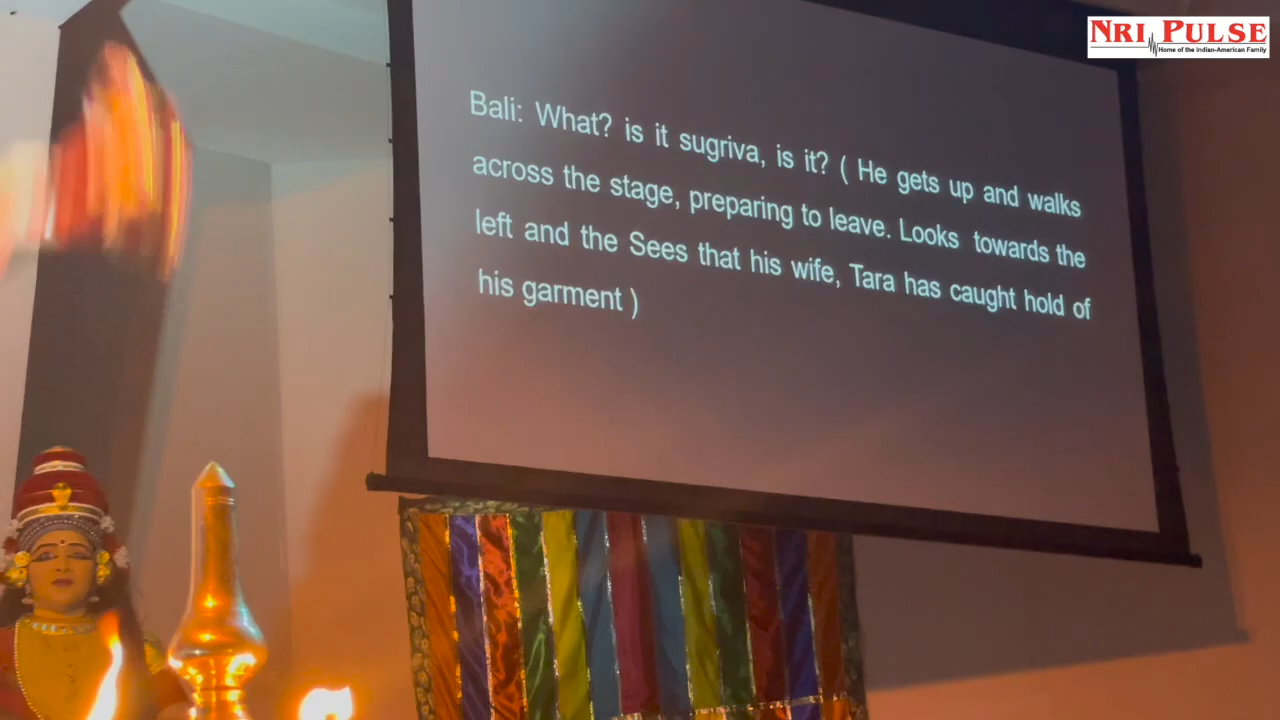 NRI PULSE
Home of the Indian-American Family
Bali: What? is it sugriva, is it? ( He gets up and walks
across the stage, preparing to leave. Looks towards the
left and the Sees that his wife, Tara has caught hold of
his garment )